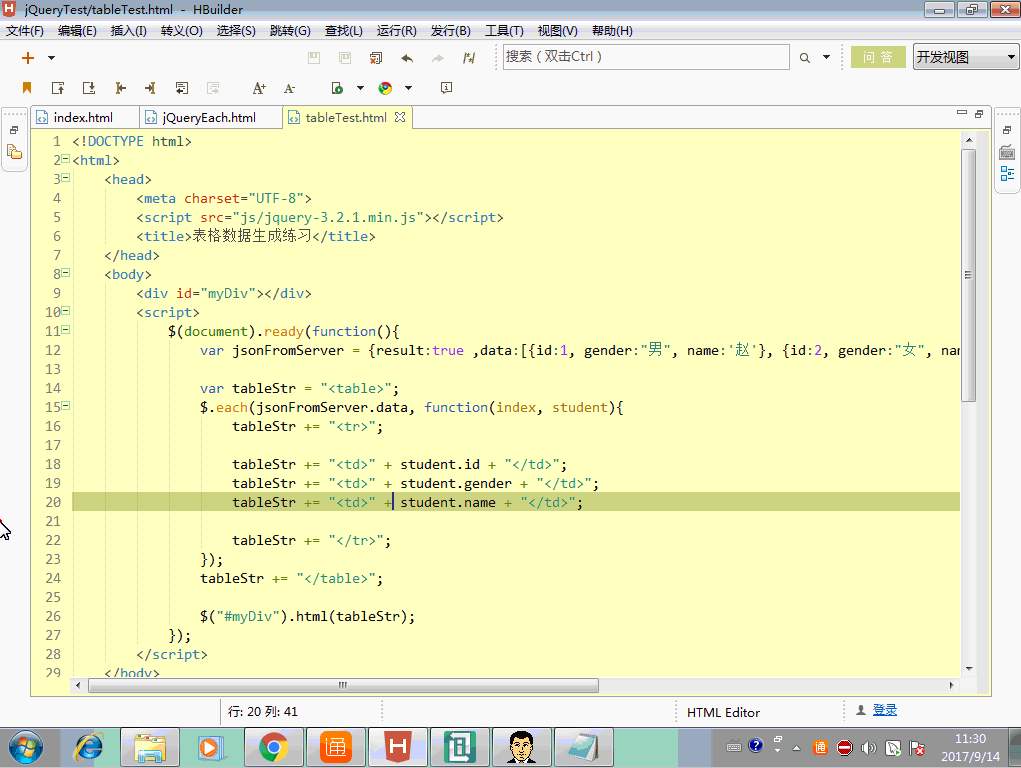 jQueryTest/tableTest.html - HBuilder
文件(F) 编辑(E) 插入(I) 转义(O) 选择(S) 跳转(G) 查找(L) 运行(R) 发行(B) 工具(T) 视图(V) 帮助(H)
搜索（双击Ctrl） 问 答 开发视图
index.html jQueryEach.html tableTest.html
1 <!DOCTYPE html>
2 <html>
3 <head>
4 <meta charset="UTF-8">
5 <script src="js/jquery-3.2.1.min.js"></script>
6 <title>表格数据生成练习</title>
7 </head>
8 <body>
9 <div id="myDiv"></div>
10 <script>
11 $(document).ready(function(){
12 var jsonFromServer = {result:true ,data:[{id:1, gender:"男", name:'赵'}, {id:2, gender:"女", nam
13
14 var tableStr = "<table>";
15 $.each(jsonFromServer.data, function(index, student){
16 tableStr += "<tr>";
17
18 tableStr += "<td>" + student.id + "</td>";
19 tableStr += "<td>" + student.gender + "</td>";
20 tableStr += "<td>" + student.name + "</td>";
21
22 tableStr += "</tr>";
23 });
24 tableStr += "</table>";
25
26 $("#myDiv").html(tableStr);
27 });
28 </script>
29 </body>
行: 20 列: 41 HTML Editor 登录
11:30
2017/9/14